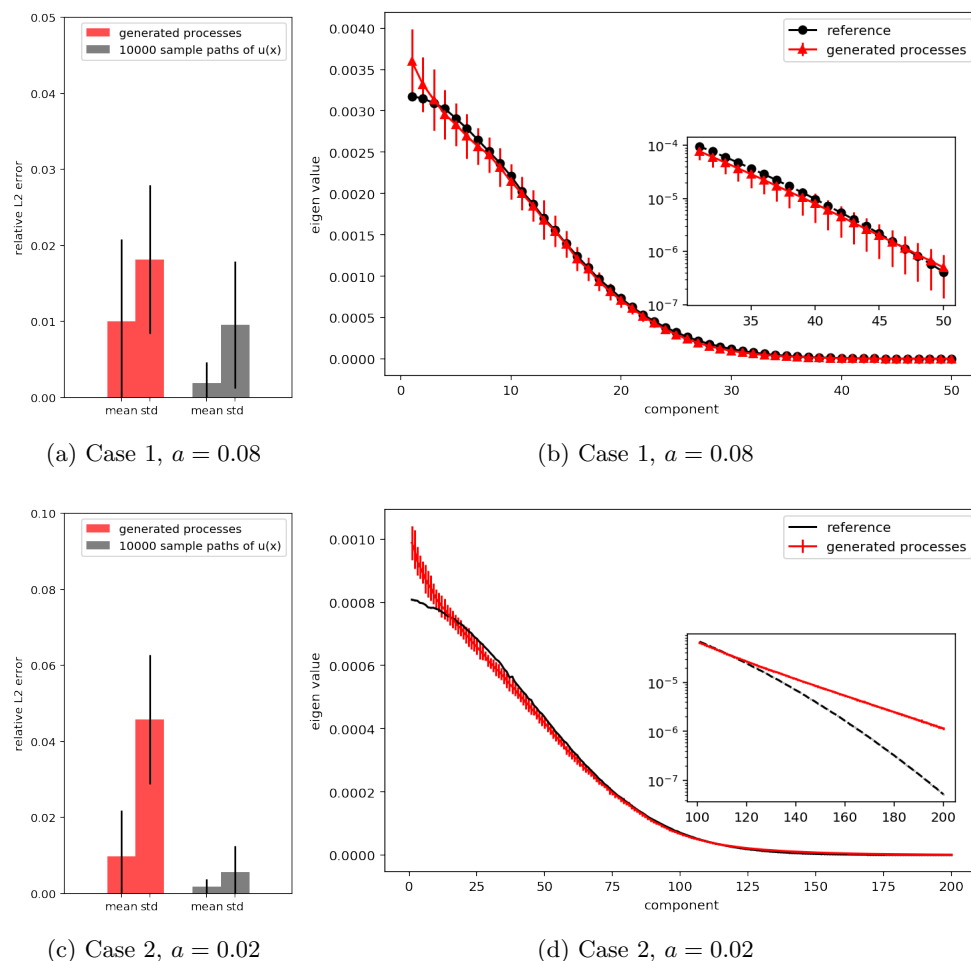 0.05
0.04
0.03
0.02
0.01
0.00
relative L2 error
generated processes
10000 sample paths of u(x)
mean std
mean std
(a) Case 1, a = 0.08
0.0040
0.0035
0.0030
0.0025
0.0020
0.0015
0.0010
0.0005
0.0000
eigen value
reference
generated processes
10⁻⁴
10⁻⁵
10⁻⁶
10⁻⁷
35 40 45 50
0 10 20 30 40 50
component
(b) Case 1, a = 0.08
0.10
0.08
0.06
0.04
0.02
0.00
relative L2 error
generated processes
10000 sample paths of u(x)
mean std
mean std
(c) Case 2, a = 0.02
0.0010
0.0008
0.0006
0.0004
0.0002
0.0000
eigen value
reference
generated processes
10⁻⁵
10⁻⁶
10⁻⁷
100 120 140 160 180 200
0 25 50 75 100 125 150 175 200
component
(d) Case 2, a = 0.02